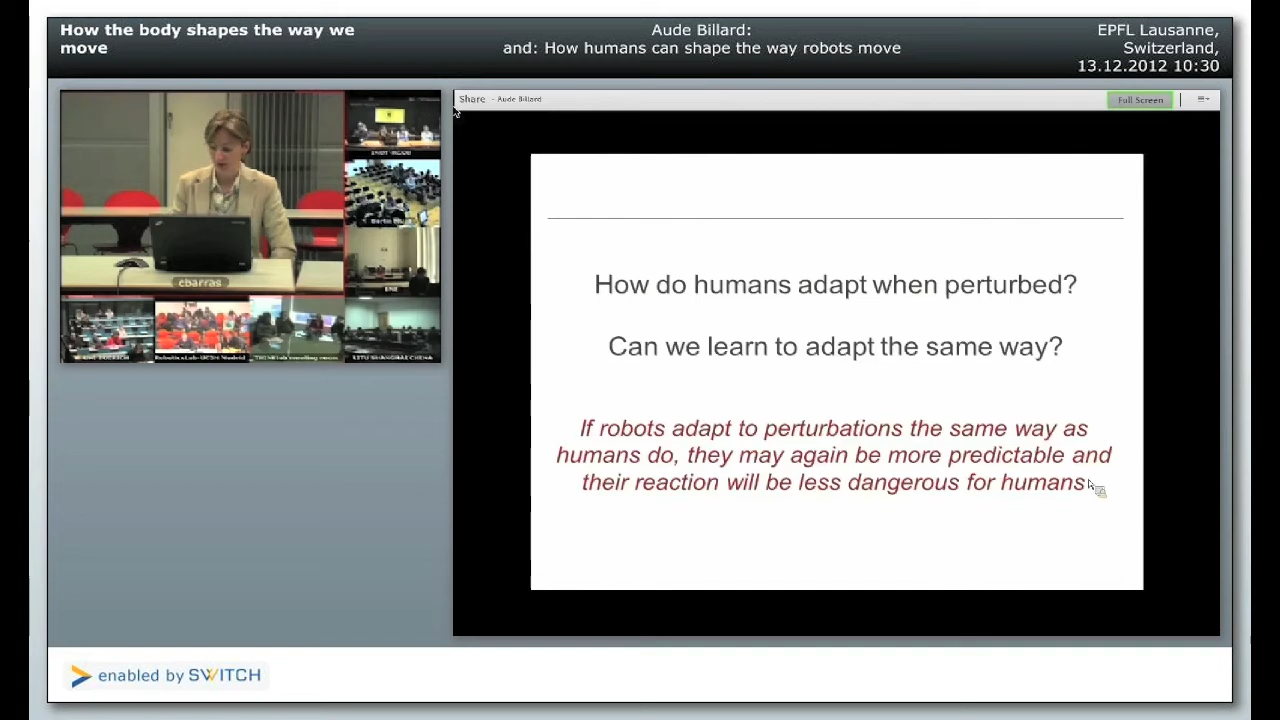 How the body shapes the way we
move
Aude Billard:
and: How humans can shape the way robots move
EPFL Lausanne,
Switzerland,
13.12.2012 10:30
Share - Aude Billard
Full Screen
cbarras
How do humans adapt when perturbed?
Can we learn to adapt the same way?
If robots adapt to perturbations the same way as
humans do, they may again be more predictable and
their reaction will be less dangerous for humans
enabled by SWITCH